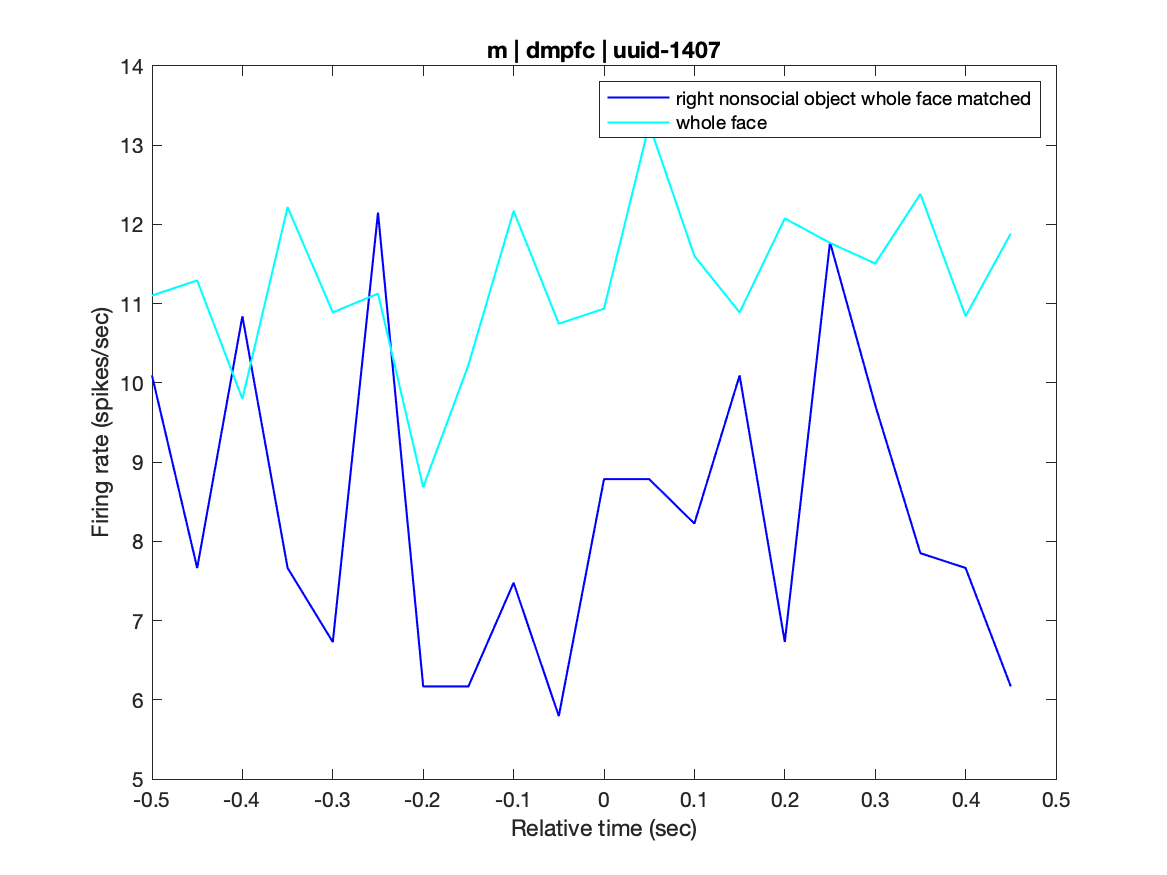 m | dmpfc | uuid-1407
14
right nonsocial object whole face matched
whole face
13
12
11
10
9
8
7
6
5
Firing rate (spikes/sec)
-0.5 -0.4 -0.3 -0.2 -0.1 0 0.1 0.2 0.3 0.4 0.5
Relative time (sec)